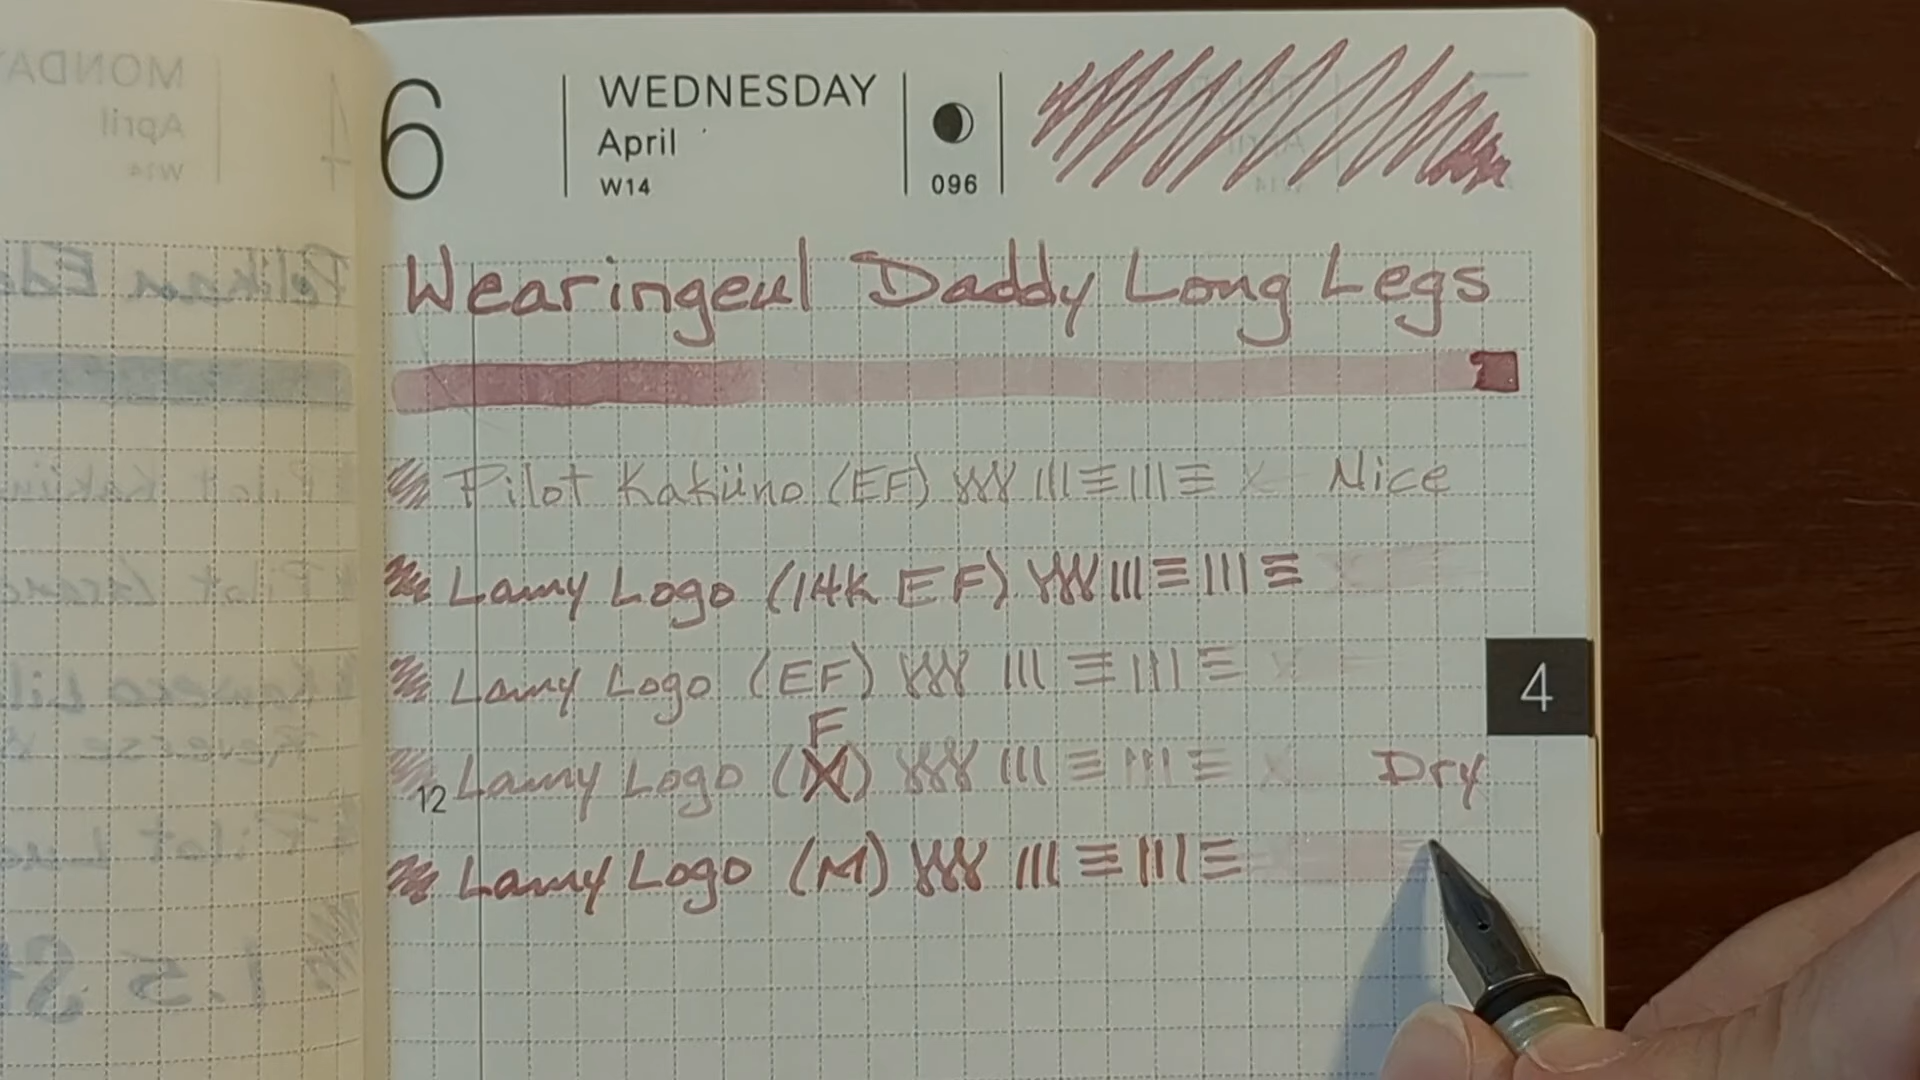 6 WEDNESDAY
April
W14 096
Wearingeul Daddy Long Legs
Pilot Kaküno (EF) Nice
Lamy Logo (14K EF)
Lamy Logo (EF)
F
12 Lamy Logo (M) Dry
Lamy Logo (M)
4